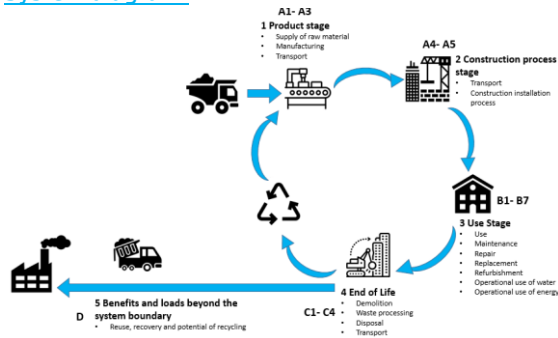 System diagram
A1- A3
1 Product stage
• Supply of raw material
• Manufacturing
• Transport
A4- A5
2 Construction process
stage
• Transport
• Construction installation
process
B1- B7
3 Use Stage
• Use
• Maintenance
• Repair
• Replacement
• Refurbishment
• Operational use of water
• Operational use of energy
4 End of Life
C1- C4
• Demolition
• Waste processing
• Disposal
• Transport
5 Benefits and loads beyond the
D system boundary
• Reuse, recovery and potential of recycling